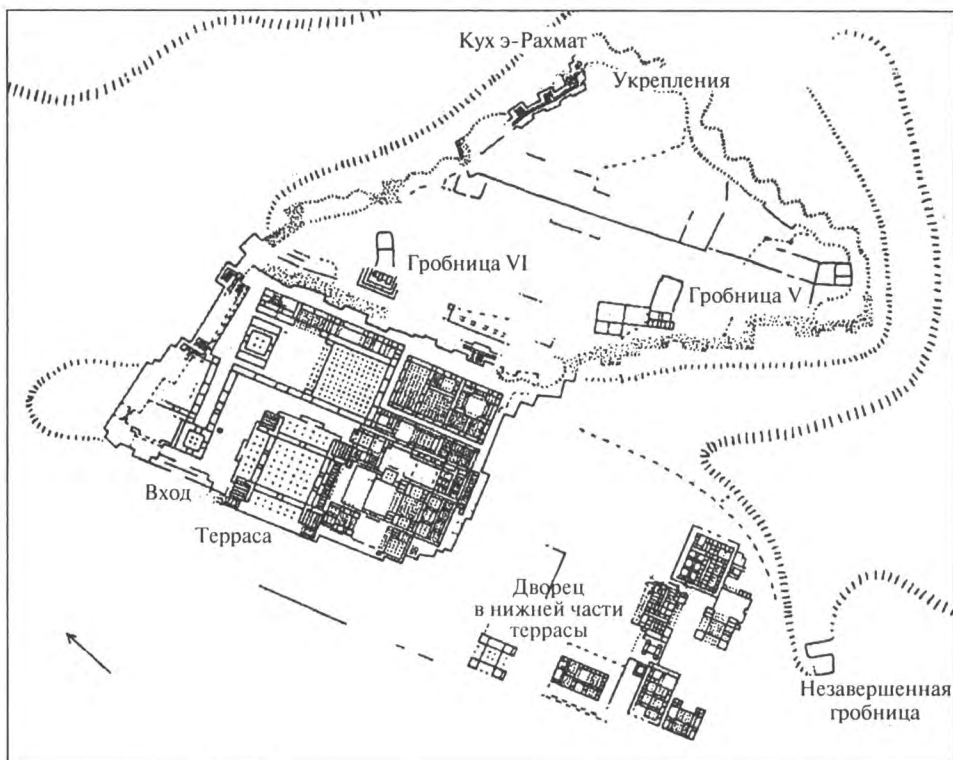 Кух э-Рахмат
Укрепления
Гробница VI
Гробница V
Вход
Терраса
Дворец
в нижней части
террасы
Незавершенная
гробница